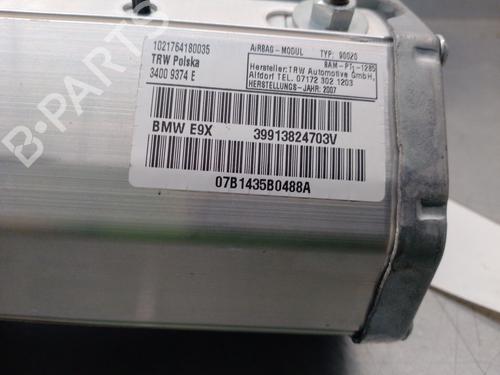 1021764180035
TRW Polska
3400 9374 E
AIRBAG - MODUL TYP: 90020
BAM-PT1-1285
Hersteller: TRW Automotive GmbH,
Alfdorf TEL. 07172 302 1203
HERSTELLUNGS-JAHR: 2007
BMW E9X 39913824703V
07B1435B0488A
B-PARTS